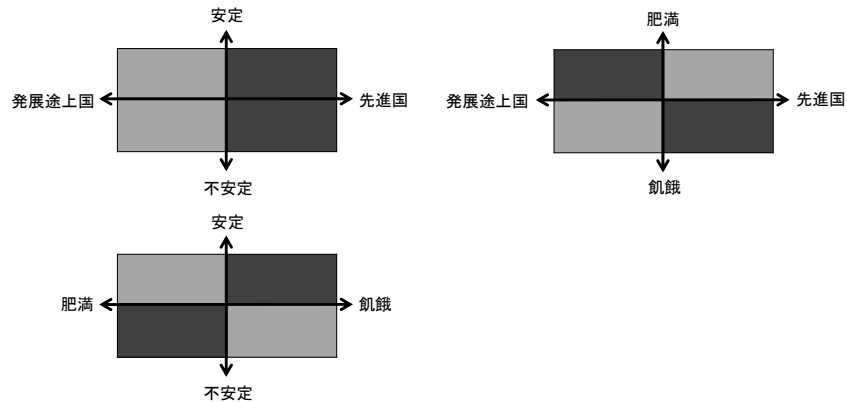 安定
発展途上国
先進国
不安定
肥満
発展途上国
先進国
飢餓
安定
肥満
飢餓
不安定